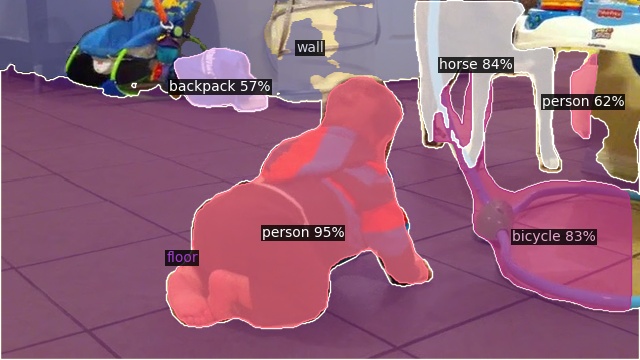 wall
horse 84%
backpack 57%
person 62%
person 95%
bicycle 83%
floor